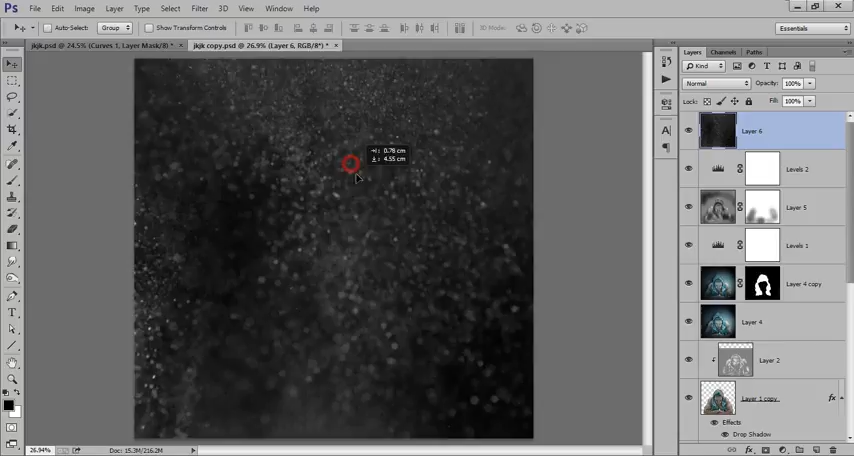 Ps File Edit Image Layer Type Select Filter 3D View Window Help
Auto-Select: Group Show Transform Controls 3D Mode: Essentials
jkjk.psd @ 24.5% (Curves 1, Layer Mask/8) * × jkjk copy.psd @ 26.9% (Layer 6, RGB/8*) * ×
Layers Channels Paths
Kind
Normal Opacity: 100%
Lock: Fill: 100%
Layer 6
0.76 cm
4.55 cm
Levels 2
Layer 5
Levels 1
Layer 4 copy
Layer 4
Layer 2
Layer 1 copy fx
Effects
Drop Shadow
26.94% Doc: 15.3M/216.2M